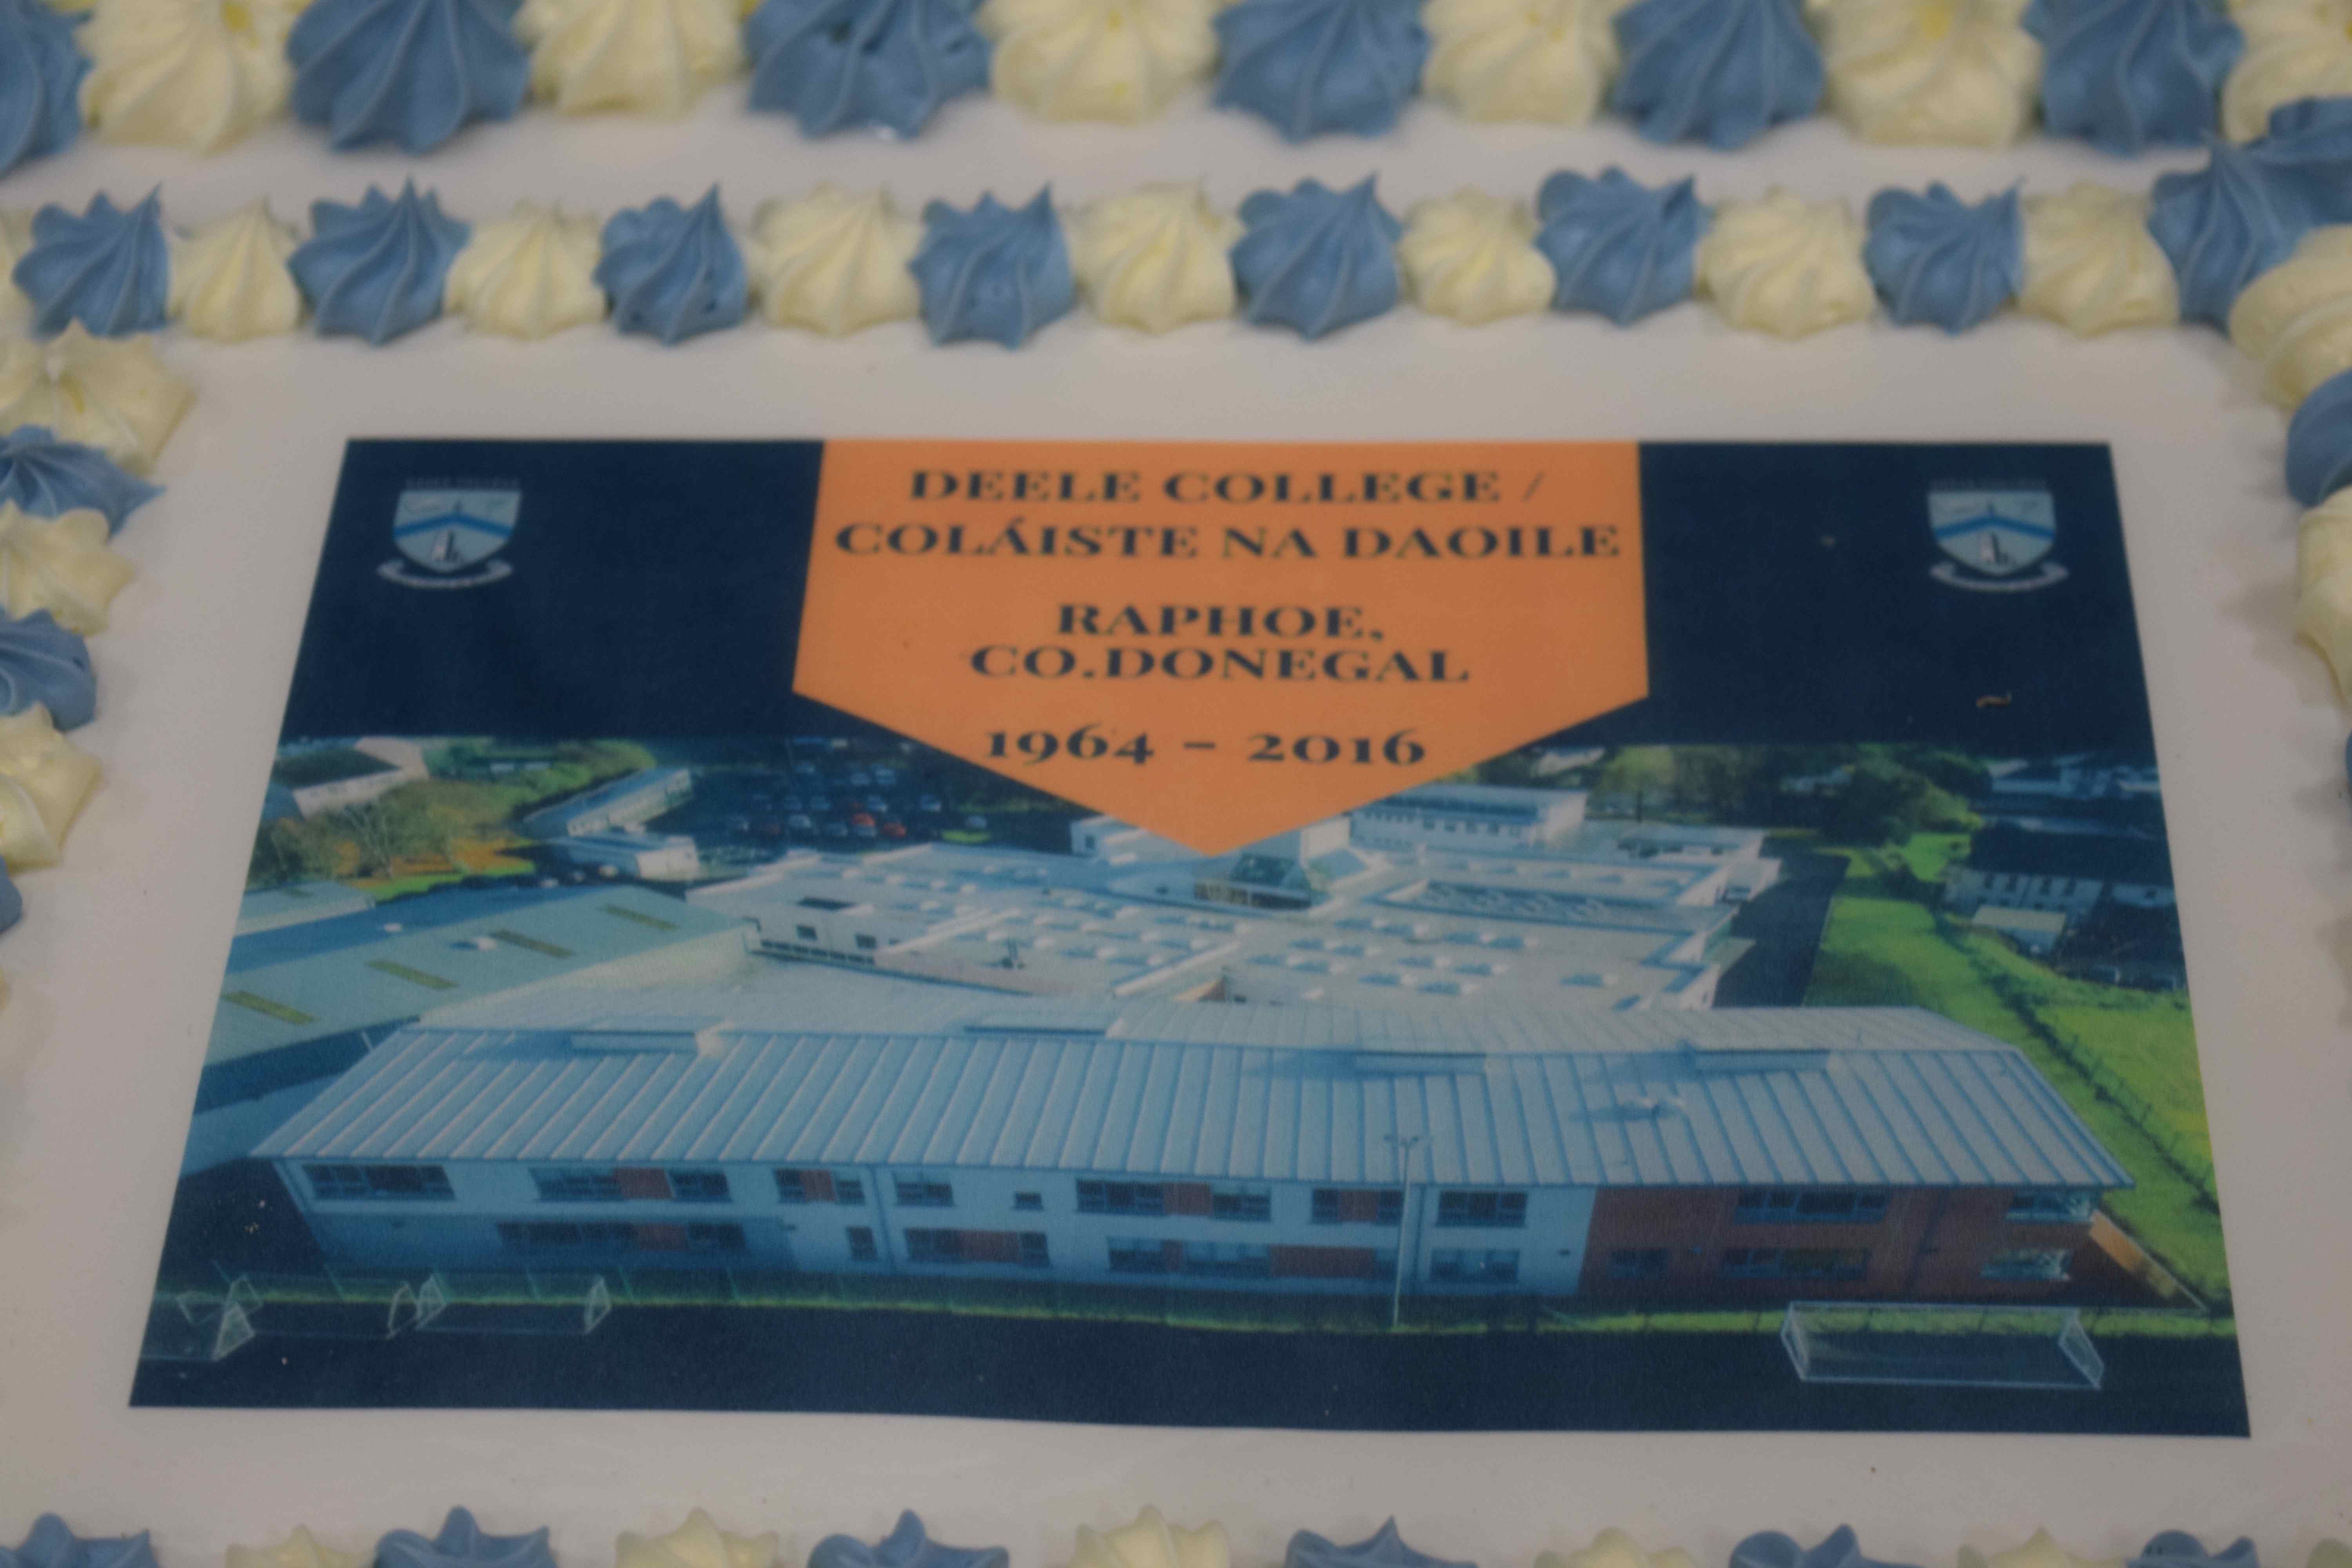 DEELE COLLEGE /
COLÁISTE NA DAOILE
RAPHOE,
CO.DONEGAL
1964 - 2016